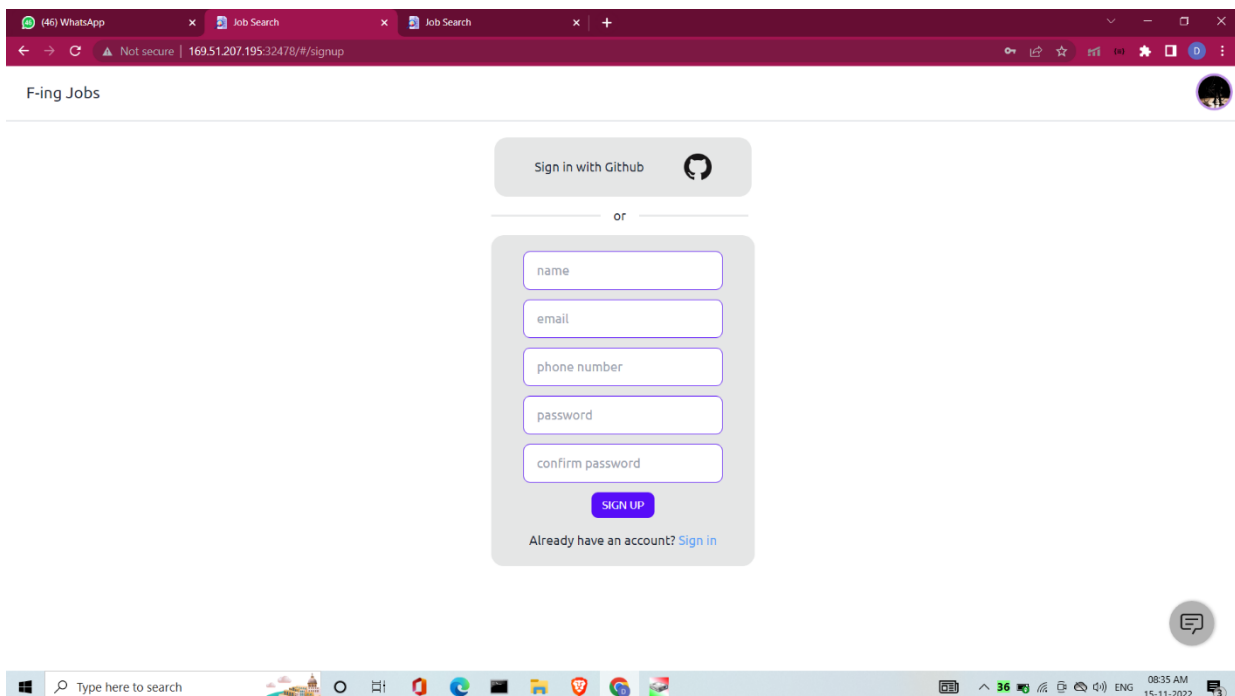 (46) WhatsApp
Job Search
Job Search
Not secure | 169.51.207.195:32478/#/signup
D
F-ing Jobs
Sign in with Github
or
name
email
phone number
password
confirm password
SIGN UP
Already have an account? Sign in
Type here to search
36
ENG
08:35 AM
15-11-2022
3